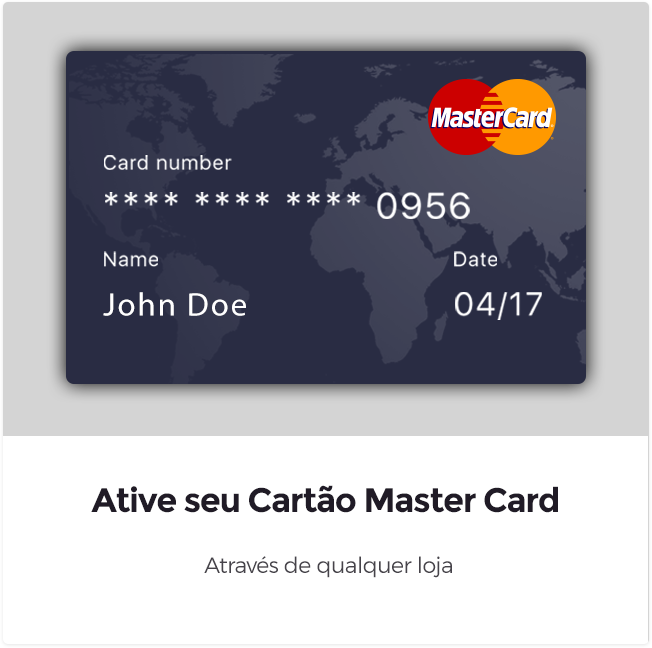 MasterCard
Card number
**** **** **** 0956
Name
Date
John Doe
04/17
Ative seu Cartão Master Card
Através de qualquer loja